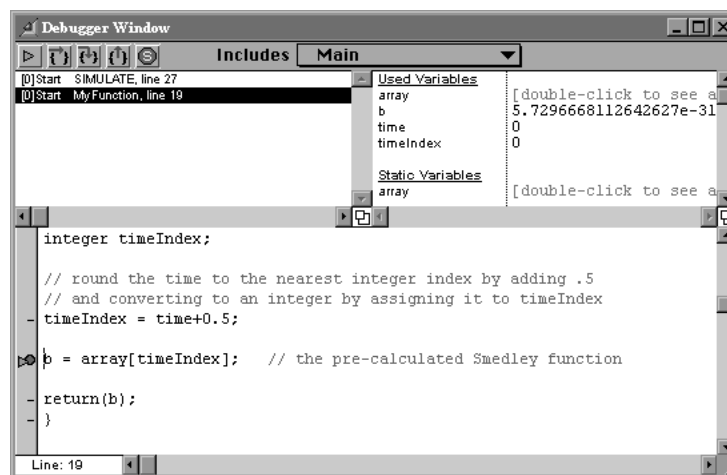 Debugger Window
Includes Main
[0]Start SIMULATE, line 27
[0]Start MyFunction, line 19
Used Variables
array [double-click to see a
b 5.7296668112642627e-31
time 0
timeIndex 0
Static Variables
array [double-click to see a
integer timeIndex;
// round the time to the nearest integer index by adding .5
// and converting to an integer by assigning it to timeIndex
timeIndex = time+0.5;
b = array[timeIndex]; // the pre-calculated Smedley function
return(b);
}
Line: 19